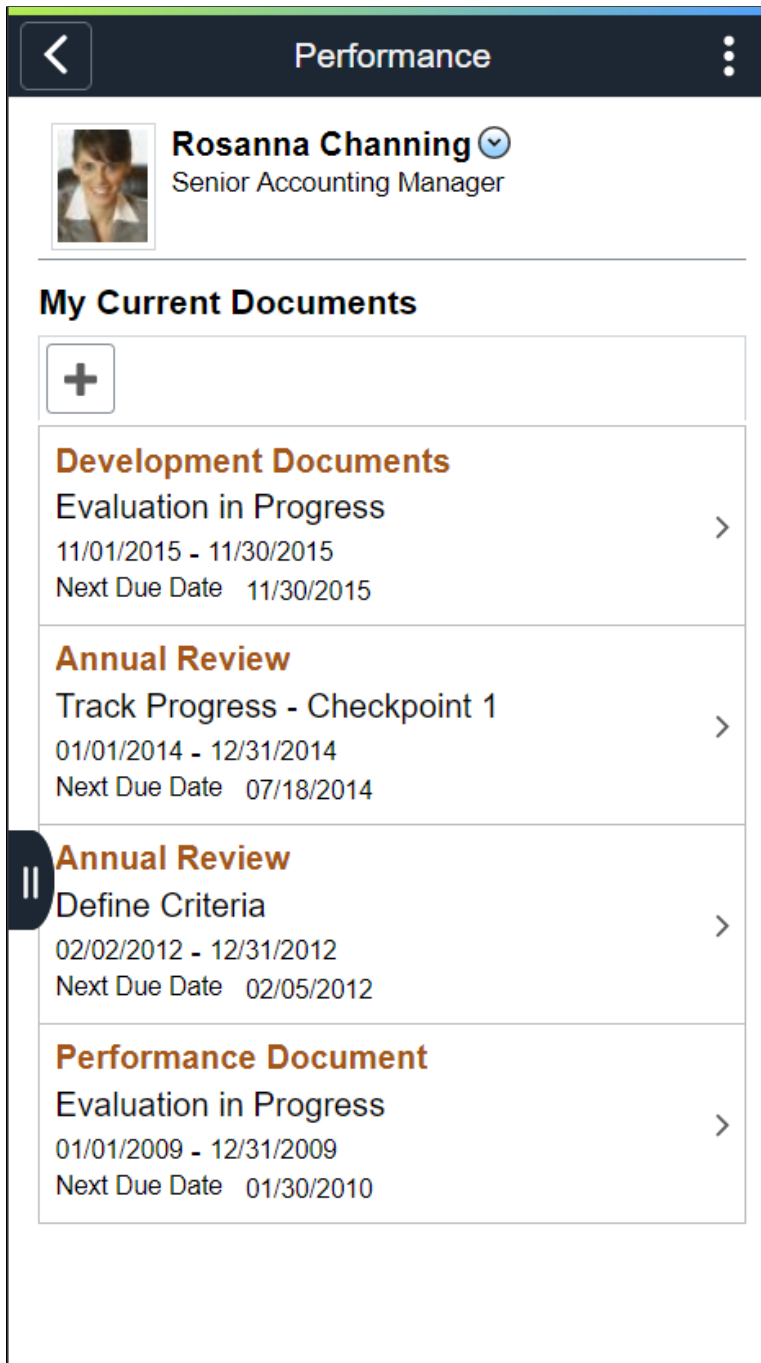 Performance
Rosanna Channing
Senior Accounting Manager
My Current Documents
Development Documents
Evaluation in Progress
11/01/2015 - 11/30/2015
Next Due Date 11/30/2015
Annual Review
Track Progress - Checkpoint 1
01/01/2014 - 12/31/2014
Next Due Date 07/18/2014
Annual Review
Define Criteria
02/02/2012 - 12/31/2012
Next Due Date 02/05/2012
Performance Document
Evaluation in Progress
01/01/2009 - 12/31/2009
Next Due Date 01/30/2010